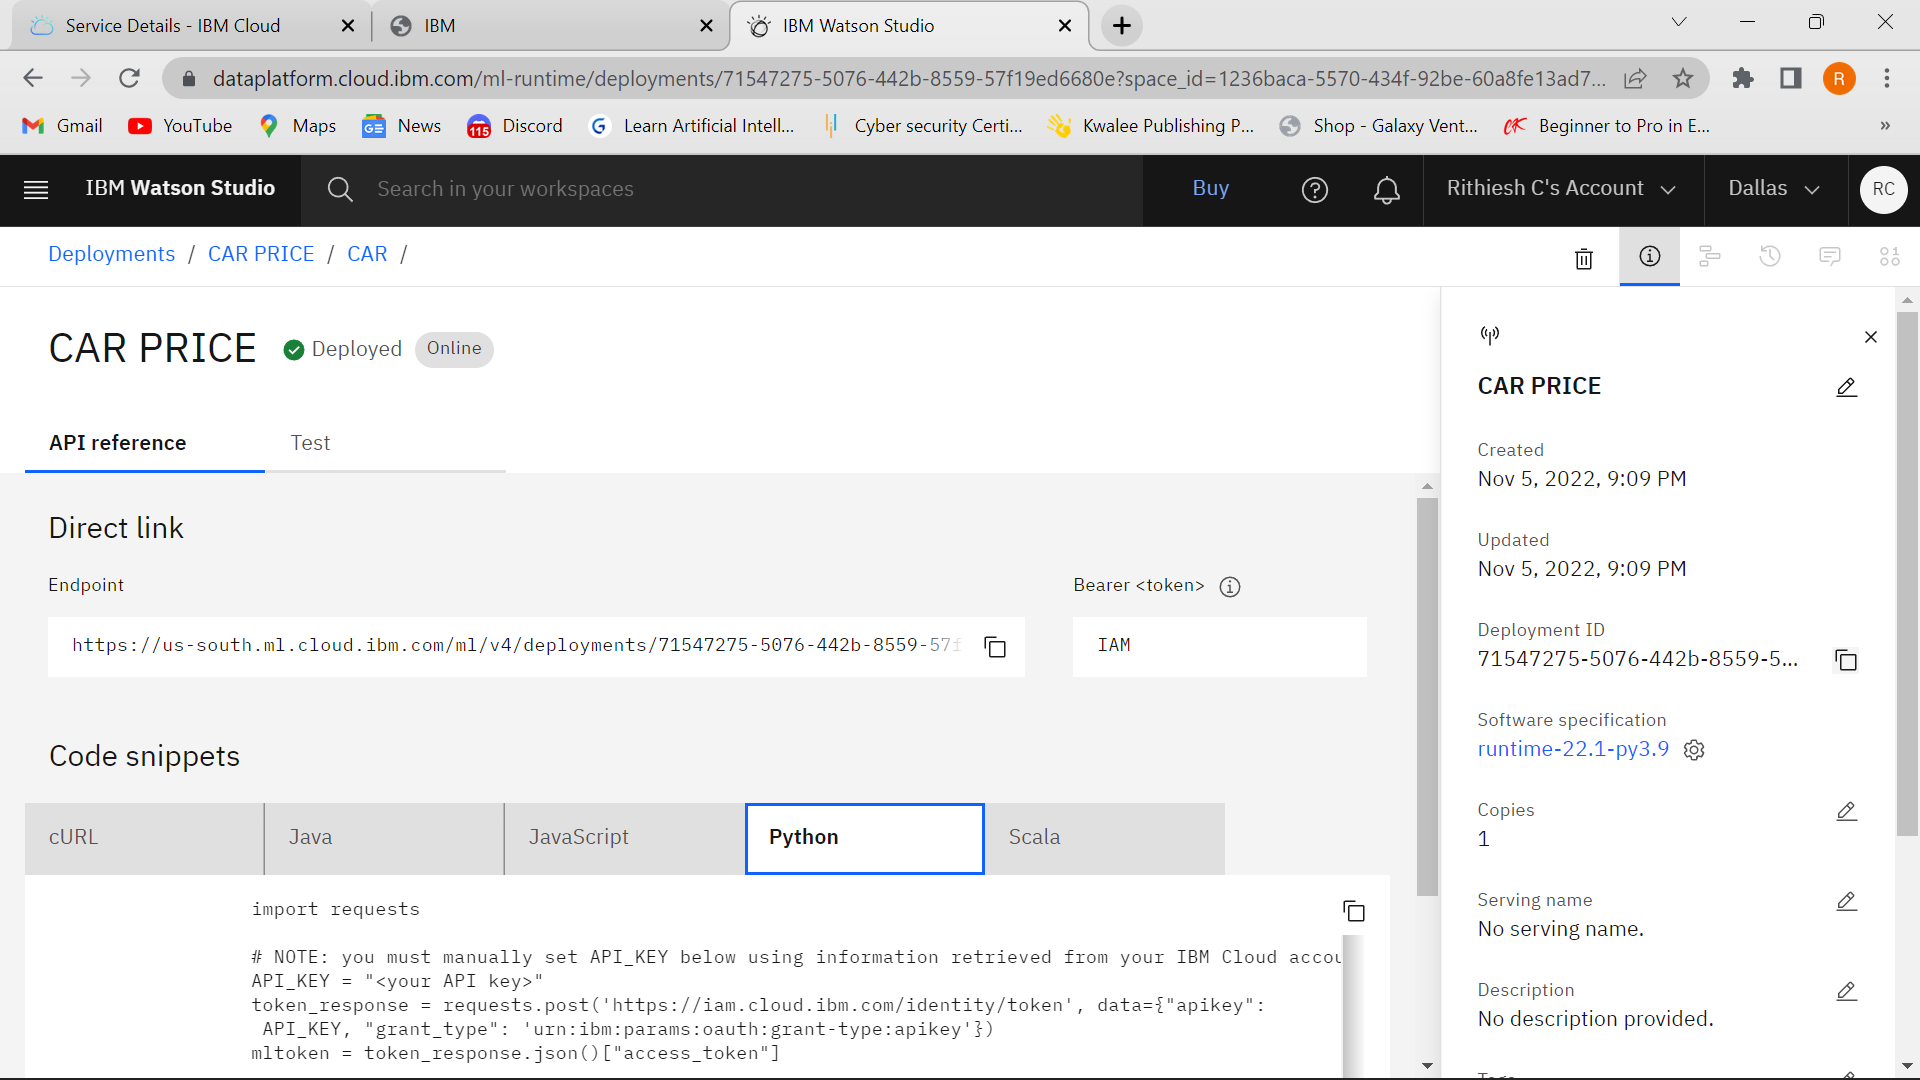 Service Details - IBM Cloud
IBM
IBM Watson Studio
dataplatform.cloud.ibm.com/ml-runtime/deployments/71547275-5076-442b-8559-57f19ed6680e?space_id=1236baca-5570-434f-92be-60a8fe13ad7...
R
Gmail
YouTube
Maps
News
115
Discord
Learn Artificial Intell...
Cyber security Certi...
Kwalee Publishing P...
Shop - Galaxy Vent...
Beginner to Pro in E...
»
IBM Watson Studio
Search in your workspaces
Buy
Rithiesh C's Account
Dallas
RC
Deployments / CAR PRICE / CAR /
CAR PRICE
Deployed
Online
API reference
Test
Direct link
Endpoint
https://us-south.ml.cloud.ibm.com/ml/v4/deployments/71547275-5076-442b-8559-57f
Bearer <token>
IAM
Code snippets
cURL
Java
JavaScript
Python
Scala
import requests
# NOTE: you must manually set API_KEY below using information retrieved from your IBM Cloud accou
API_KEY = "<your API key>"
token_response = requests.post('https://iam.cloud.ibm.com/identity/token', data={"apikey":
API_KEY, "grant_type": 'urn:ibm:params:oauth:grant-type:apikey'})
mltoken = token_response.json()["access_token"]
CAR PRICE
Created
Nov 5, 2022, 9:09 PM
Updated
Nov 5, 2022, 9:09 PM
Deployment ID
71547275-5076-442b-8559-5...
Software specification
runtime-22.1-py3.9
Copies
1
Serving name
No serving name.
Description
No description provided.